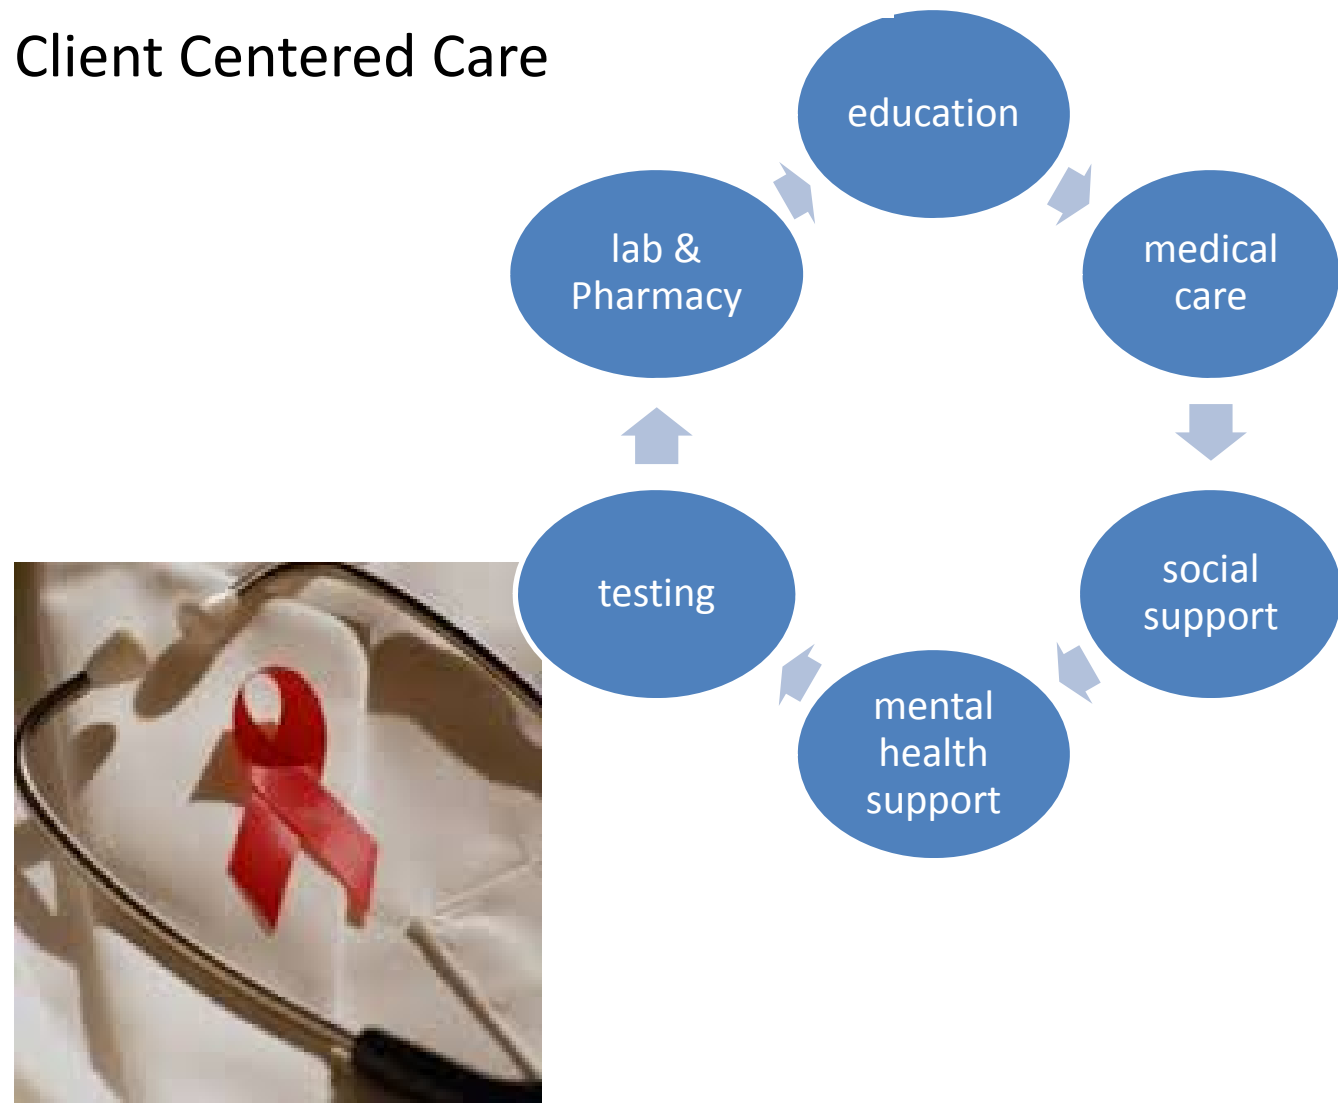 Client Centered Care
education
medical
care
social
support
mental
health
support
testing
lab &
Pharmacy